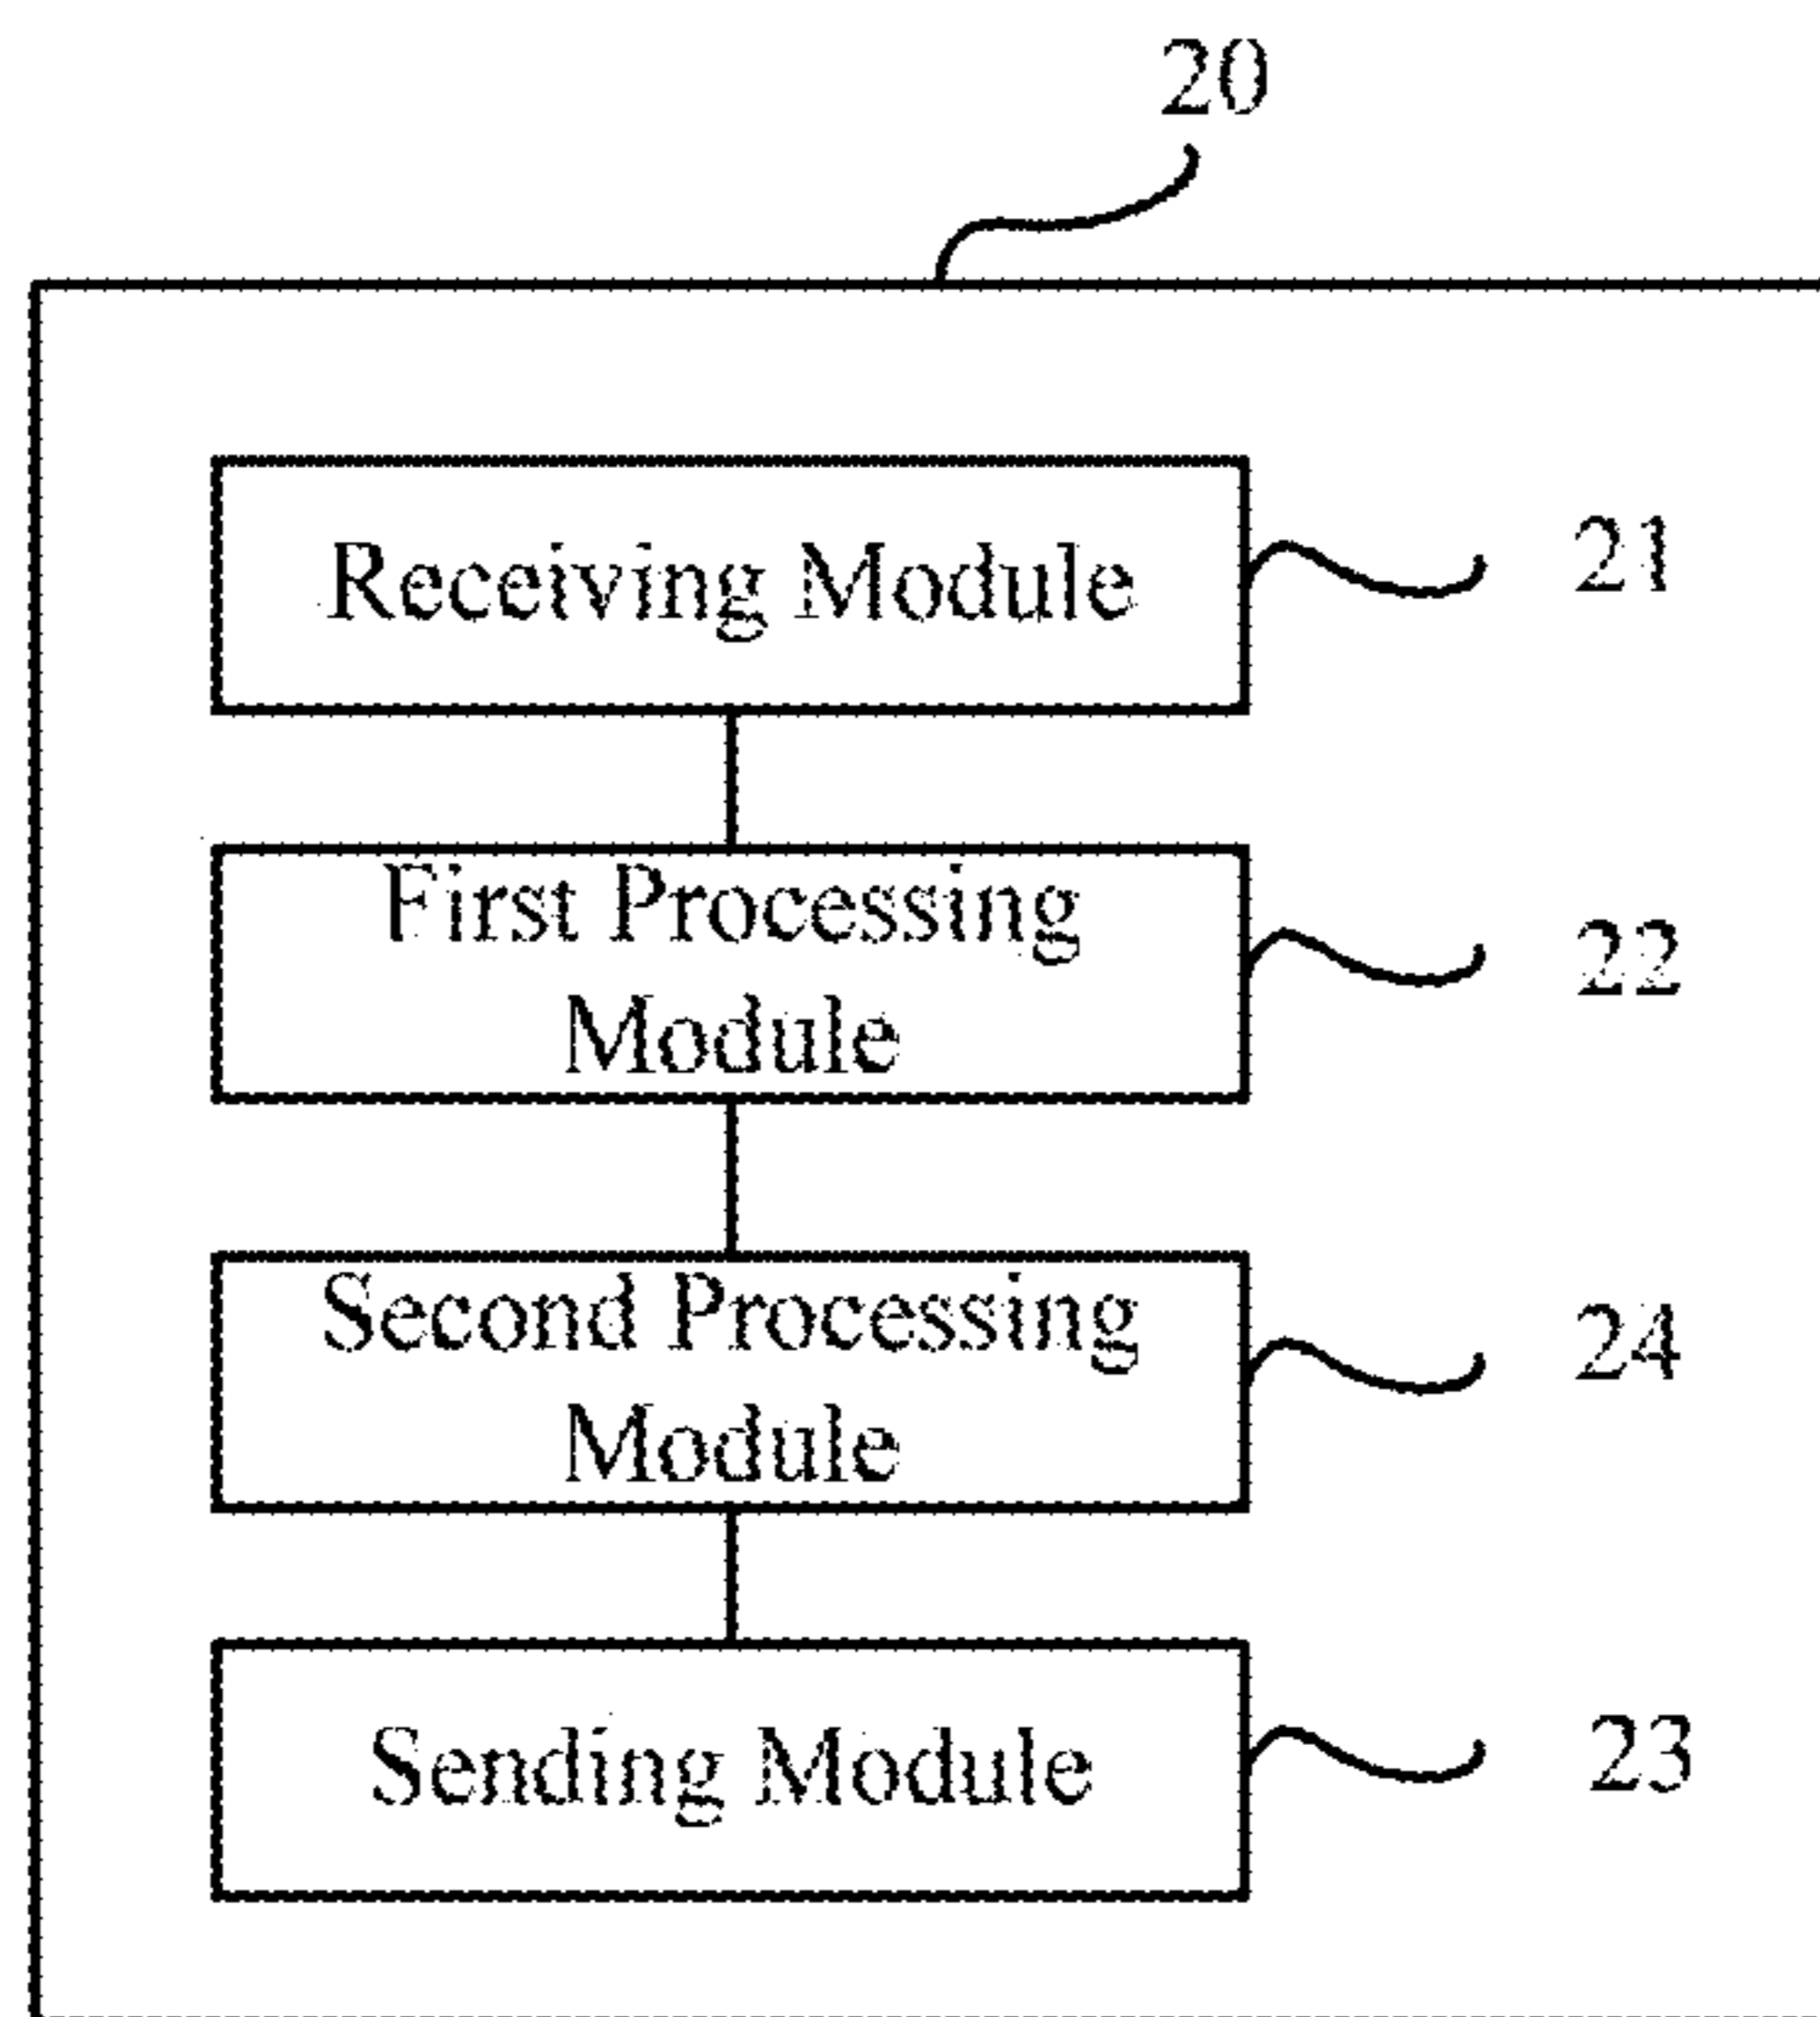 20
Receiving Module
21
First Processing
Module
22
Second Processing
Module
24
Sending Module
23